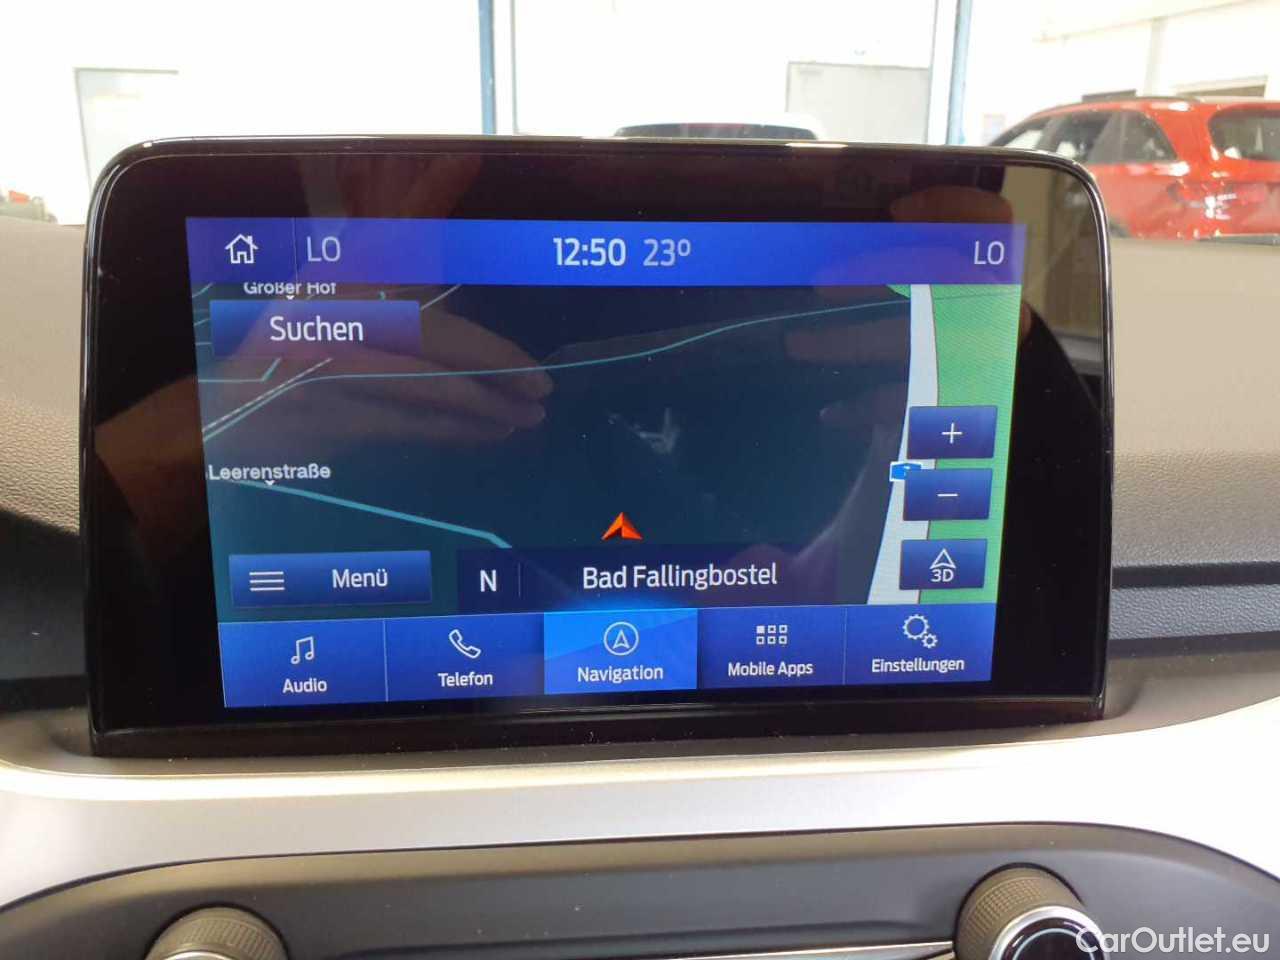 LO 12:50 23° LO
Großer Hof
Suchen
+
Leerenstraße
−
3D
Menü N Bad Fallingbostel
Audio Telefon Navigation Mobile Apps Einstellungen
CarOutlet.eu